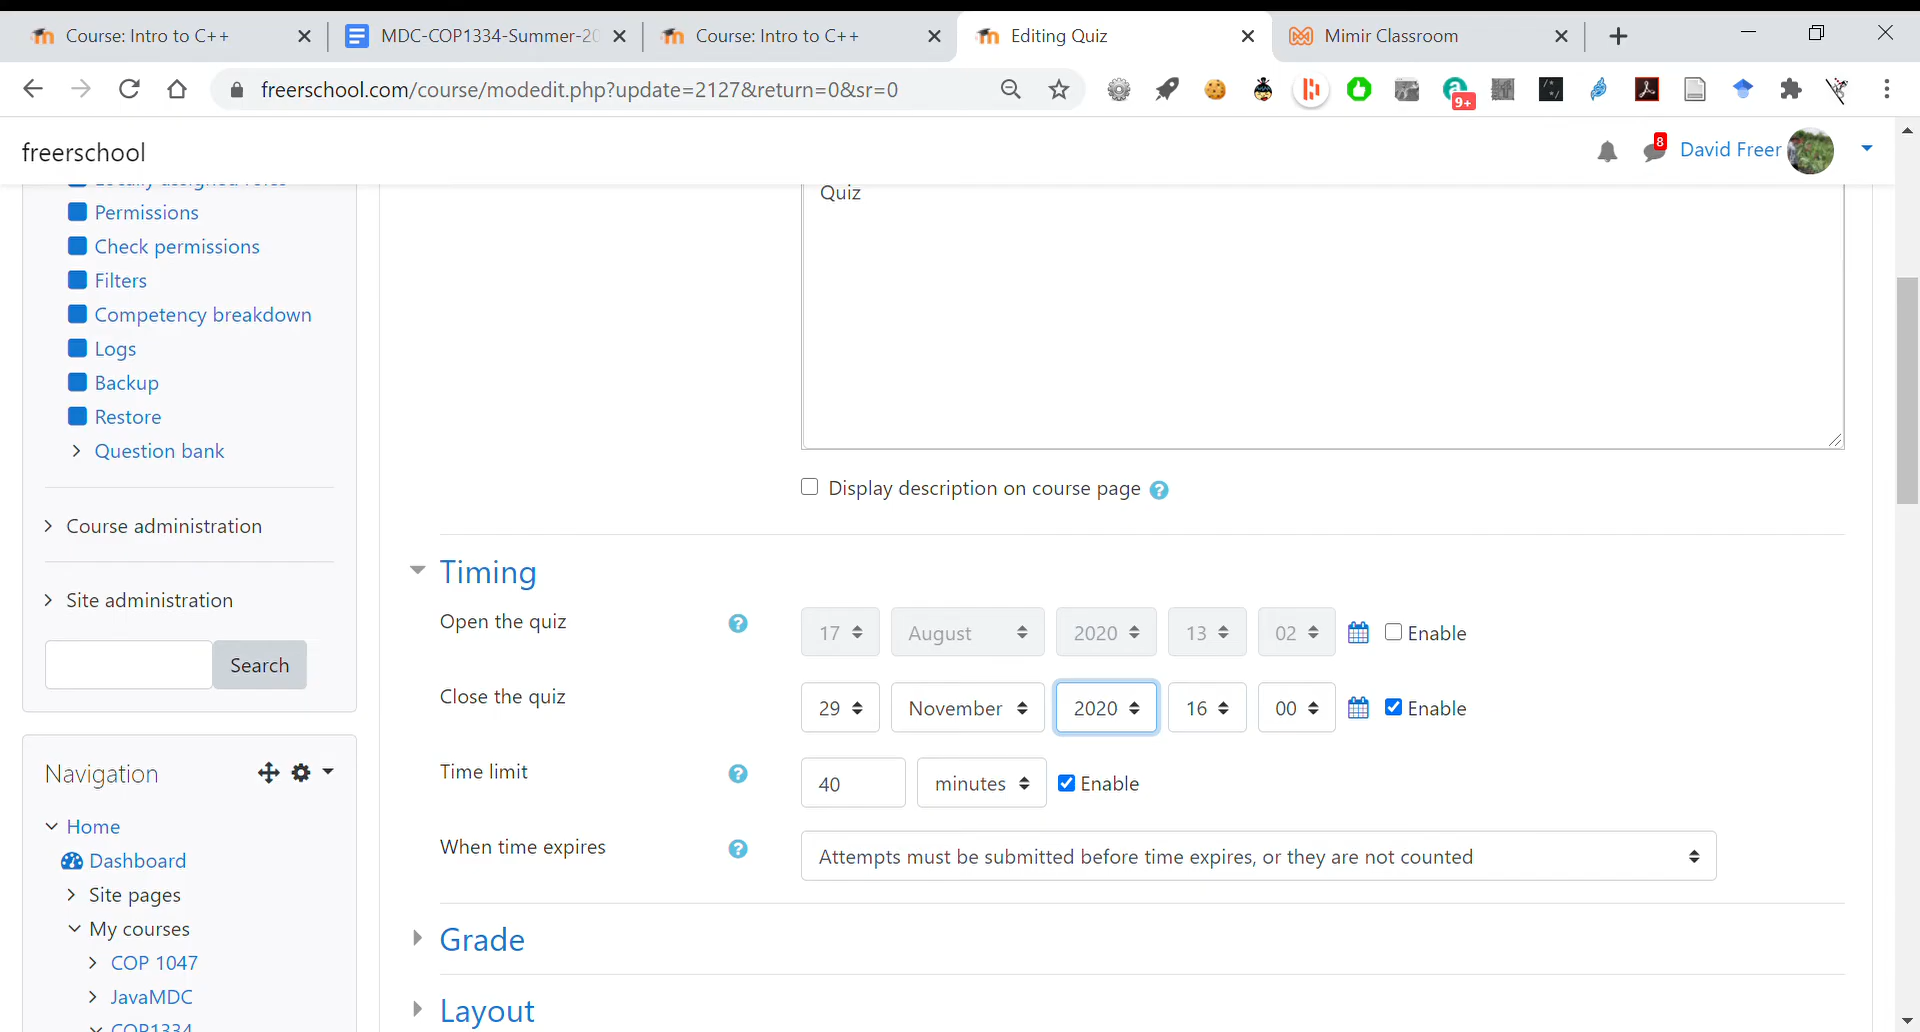 Course: Intro to C++
MDC-COP1334-Summer-20
Course: Intro to C++
Editing Quiz
Mimir Classroom
freerschool.com/course/modedit.php?update=2127&return=0&sr=0
9+
freerschool
8
David Freer
Permissions
Check permissions
Filters
Competency breakdown
Logs
Backup
Restore
Question bank
Course administration
Site administration
Search
Navigation
Home
Dashboard
Site pages
My courses
COP 1047
JavaMDC
COP1334
Quiz
Display description on course page
Timing
Open the quiz 17 August 2020 13 02 Enable
Close the quiz 29 November 2020 16 00 Enable
Time limit 40 minutes Enable
When time expires Attempts must be submitted before time expires, or they are not counted
Grade
Layout